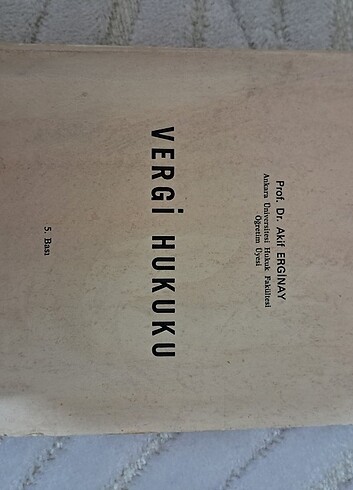 Prof. Dr. Akif ERGİNAY
Ankara Üniversitesi Hukuk Fakültesi
Öğretim Üyesi
VERGİ HUKUKU
5. Bası